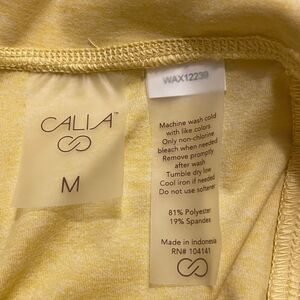 WAX12239
CALIA™
M
Machine wash cold
with like colors
Only non-chlorine
bleach when needed
Remove promptly
after wash
Tumble dry low
Cool iron if needed
Do not use softener
81% Polyester
19% Spandex
Made in Indonesia
RN# 104141